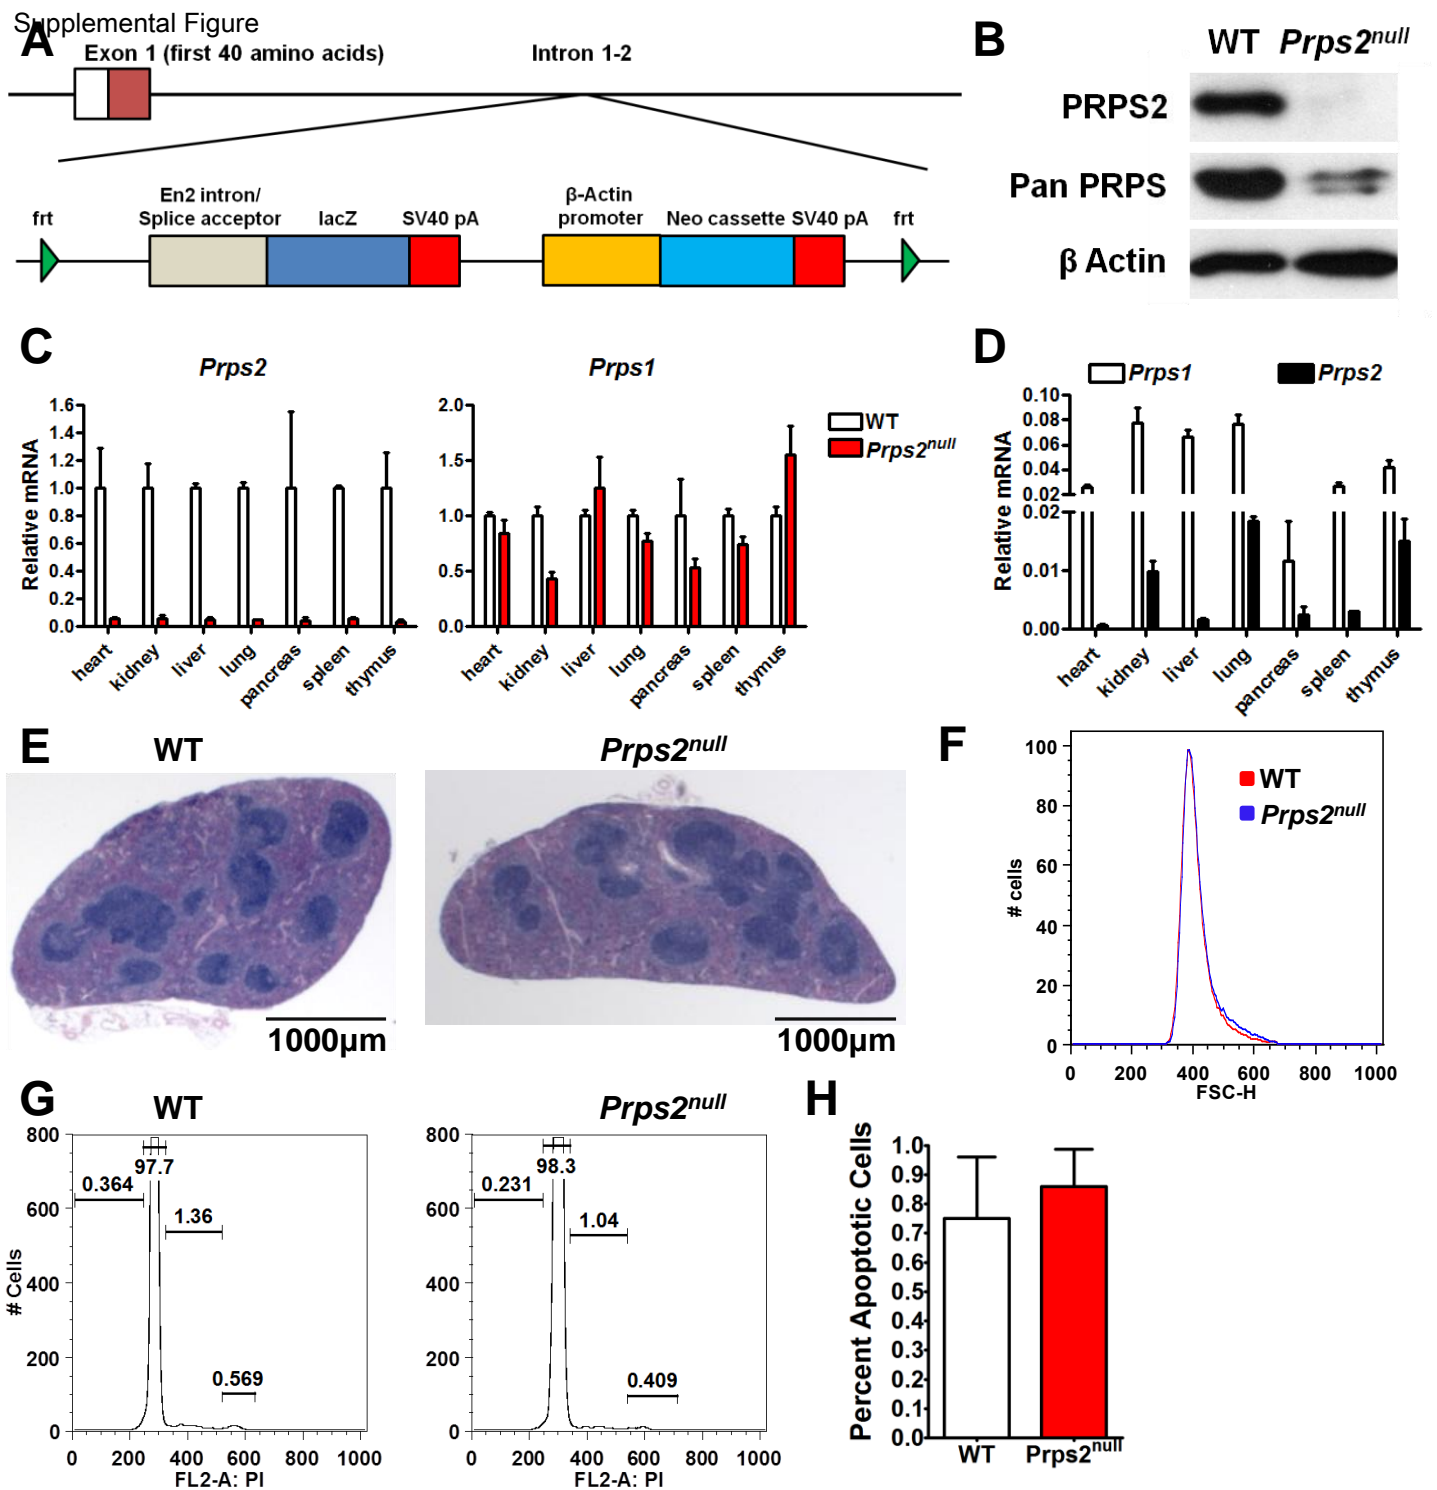 Supplemental Figure
A
Exon 1 (first 40 amino acids)
Intron 1-2
En2 intron/
Splice acceptor
lacZ
SV40 pA
β-Actin
promoter
Neo cassette
SV40 pA
frt
frt
B
WT
Prps2null
PRPS2
Pan PRPS
β Actin
C
Prps2
Relative mRNA
1.6
1.4
1.2
1.0
0.8
0.6
0.4
0.2
0.0
heart
kidney
liver
lung
pancreas
spleen
thymus
Prps1
2.0
1.5
1.0
0.5
0.0
heart
kidney
liver
lung
pancreas
spleen
thymus
WT
Prps2null
D
Prps1
Prps2
Relative mRNA
0.10
0.08
0.06
0.04
0.02
0.02
0.01
0.00
heart
kidney
liver
lung
pancreas
spleen
thymus
E
WT
Prps2null
1000µm
1000µm
F
WT
Prps2null
# cells
100
80
60
40
20
0
0
200
400
600
800
1000
FSC-H
G
WT
# Cells
800
600
400
200
0
97.7
0.364
1.36
0.569
0
200
400
600
800
1000
FL2-A: PI
Prps2null
800
600
400
200
0
98.3
0.231
1.04
0.409
0
200
400
600
800
1000
FL2-A: PI
H
Percent Apoptotic Cells
1.0
0.9
0.8
0.7
0.6
0.5
0.4
0.3
0.2
0.1
0.0
WT
Prps2null